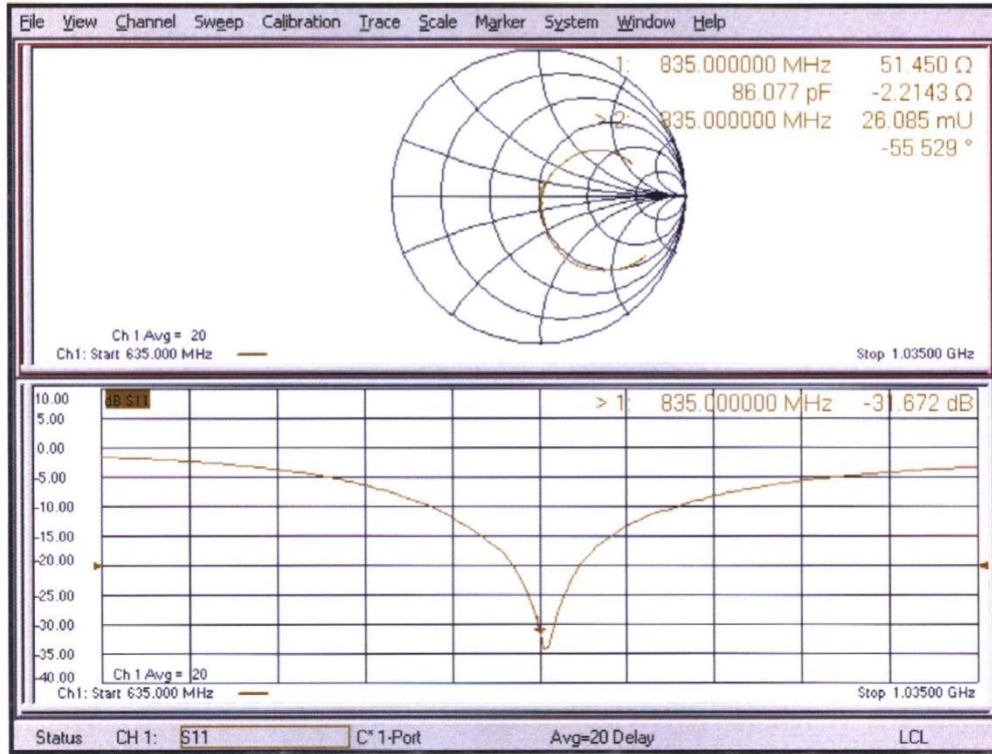 File View Channel Sweep Calibration Trace Scale Marker System Window Help
1: 835.000000 MHz 51.450 Ω
86.077 pF -2.2143 Ω
> 2: 835.000000 MHz 26.085 mU
-55.529 °
Ch 1 Avg = 20
Ch1: Start 635.000 MHz Stop 1.03500 GHz
10.00 dB S11 > 1: 835.000000 MHz -31.672 dB
5.00
0.00
-5.00
-10.00
-15.00
-20.00
-25.00
-30.00
-35.00
-40.00
Ch 1 Avg = 20
Ch1: Start 635.000 MHz Stop 1.03500 GHz
Status CH 1: S11 C* 1-Port Avg=20 Delay LCL